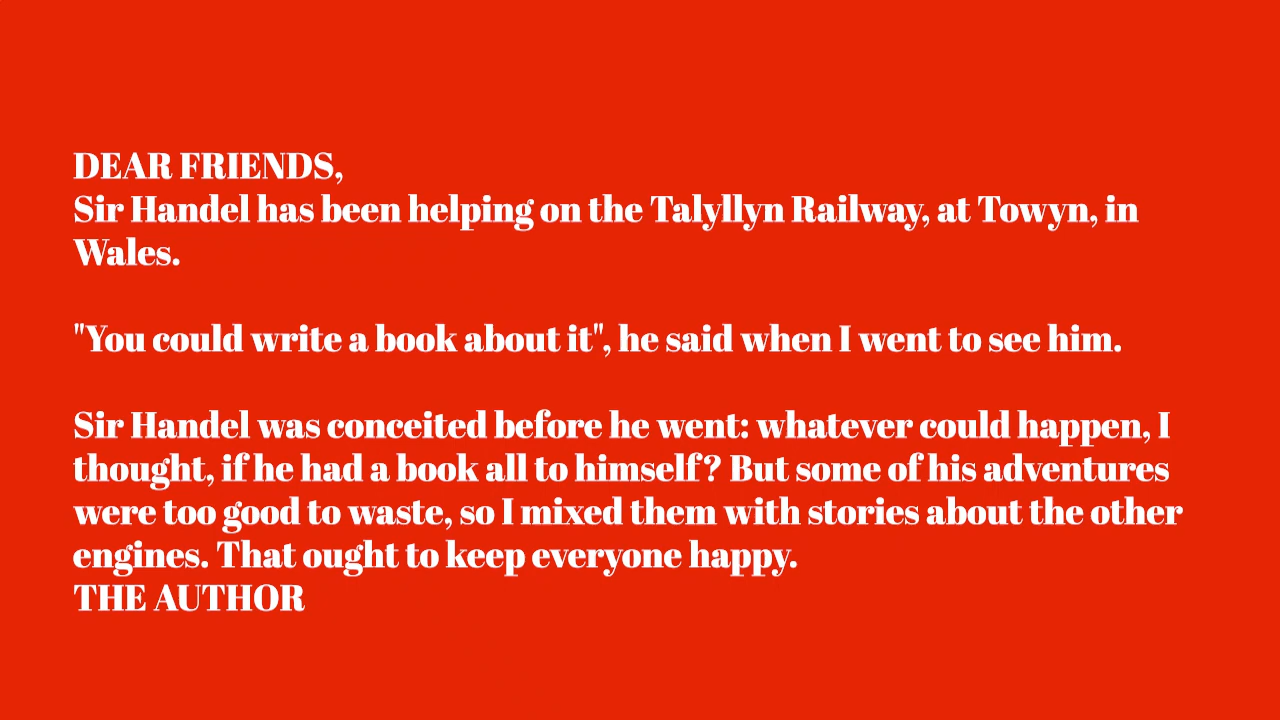 DEAR FRIENDS,
Sir Handel has been helping on the Talyllyn Railway, at Towyn, in
Wales.
"You could write a book about it", he said when I went to see him.
Sir Handel was conceited before he went: whatever could happen, I
thought, if he had a book all to himself? But some of his adventures
were too good to waste, so I mixed them with stories about the other
engines. That ought to keep everyone happy.
THE AUTHOR